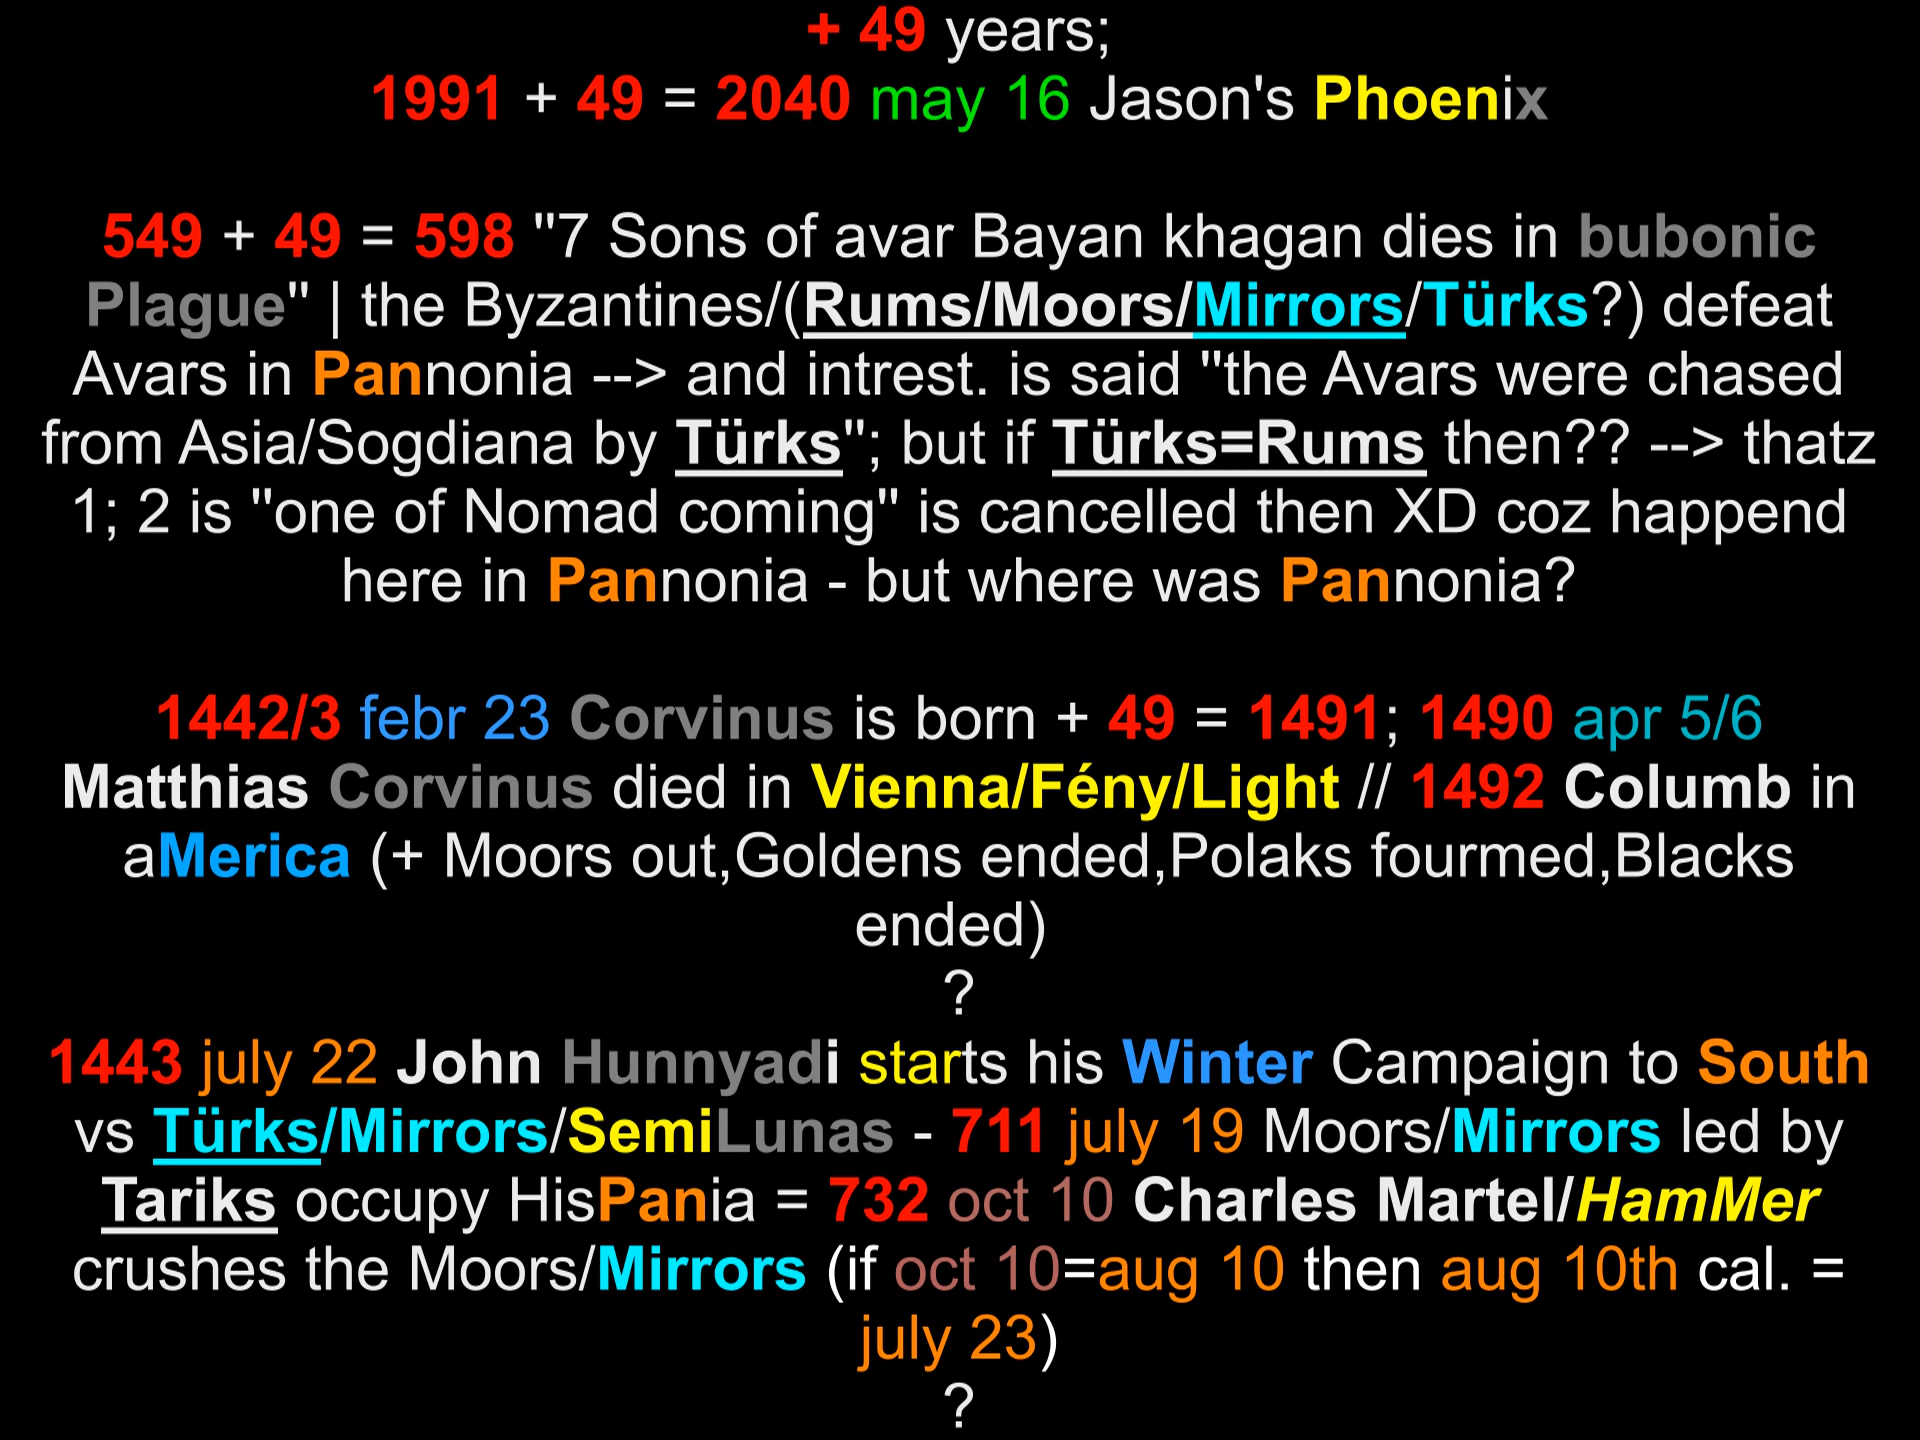 + 49 years;
1991 + 49 = 2040 may 16 Jason's Phoenix
549 + 49 = 598 "7 Sons of avar Bayan khagan dies in bubonic
Plague" | the Byzantines/(Rums/Moors/Mirrors/Türks?) defeat
Avars in Pannonia --> and intrest. is said "the Avars were chased
from Asia/Sogdiana by Türks"; but if Türks=Rums then?? --> thatz
1; 2 is "one of Nomad coming" is cancelled then XD coz happend
here in Pannonia - but where was Pannonia?
1442/3 febr 23 Corvinus is born + 49 = 1491; 1490 apr 5/6
Matthias Corvinus died in Vienna/Fény/Light // 1492 Columb in
aMerica (+ Moors out,Goldens ended,Polaks fourmed,Blacks
ended)
?
1443 july 22 John Hunnyadi starts his Winter Campaign to South
vs Türks/Mirrors/SemiLunas - 711 july 19 Moors/Mirrors led by
Tariks occupy HisPania = 732 oct 10 Charles Martel/HamMer
crushes the Moors/Mirrors (if oct 10=aug 10 then aug 10th cal. =
july 23)
?